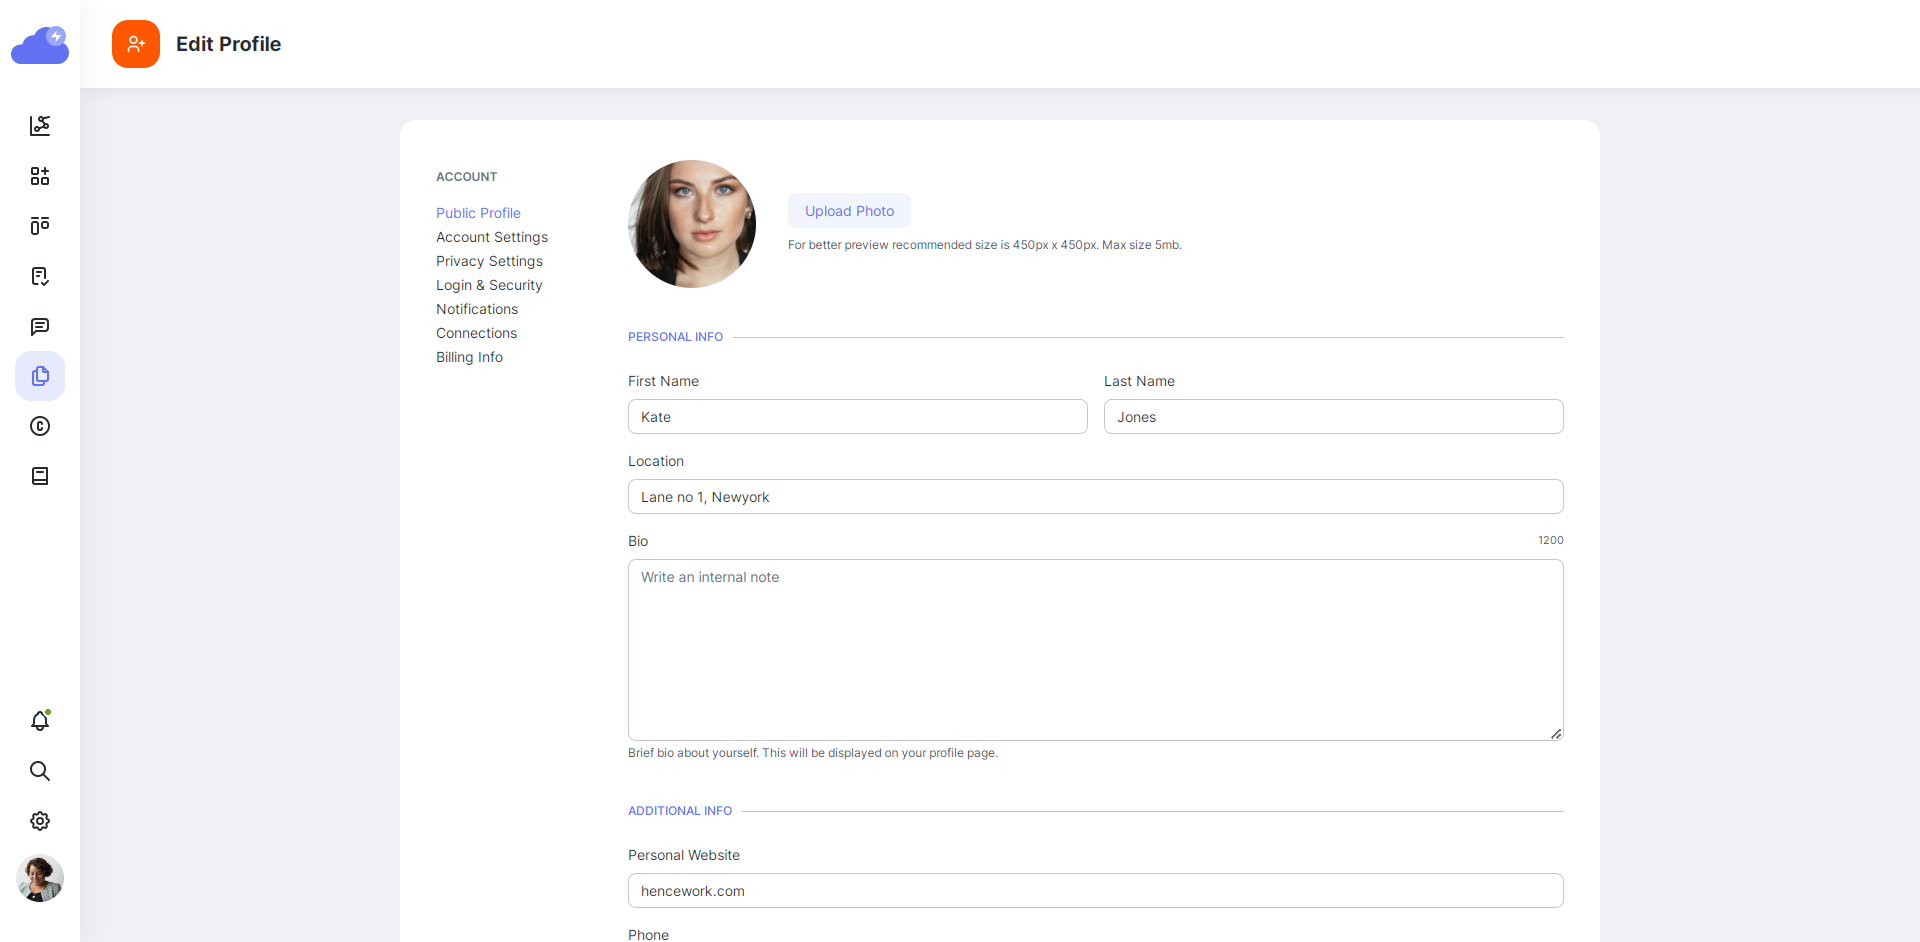 Edit Profile
ACCOUNT
Public Profile
Account Settings
Privacy Settings
Login & Security
Notifications
Connections
Billing Info
Upload Photo
For better preview recommended size is 450px x 450px. Max size 5mb.
PERSONAL INFO
First Name
Last Name
Kate
Jones
Location
Lane no 1, Newyork
Bio
1200
Write an internal note
Brief bio about yourself. This will be displayed on your profile page.
ADDITIONAL INFO
Personal Website
hencework.com
Phone